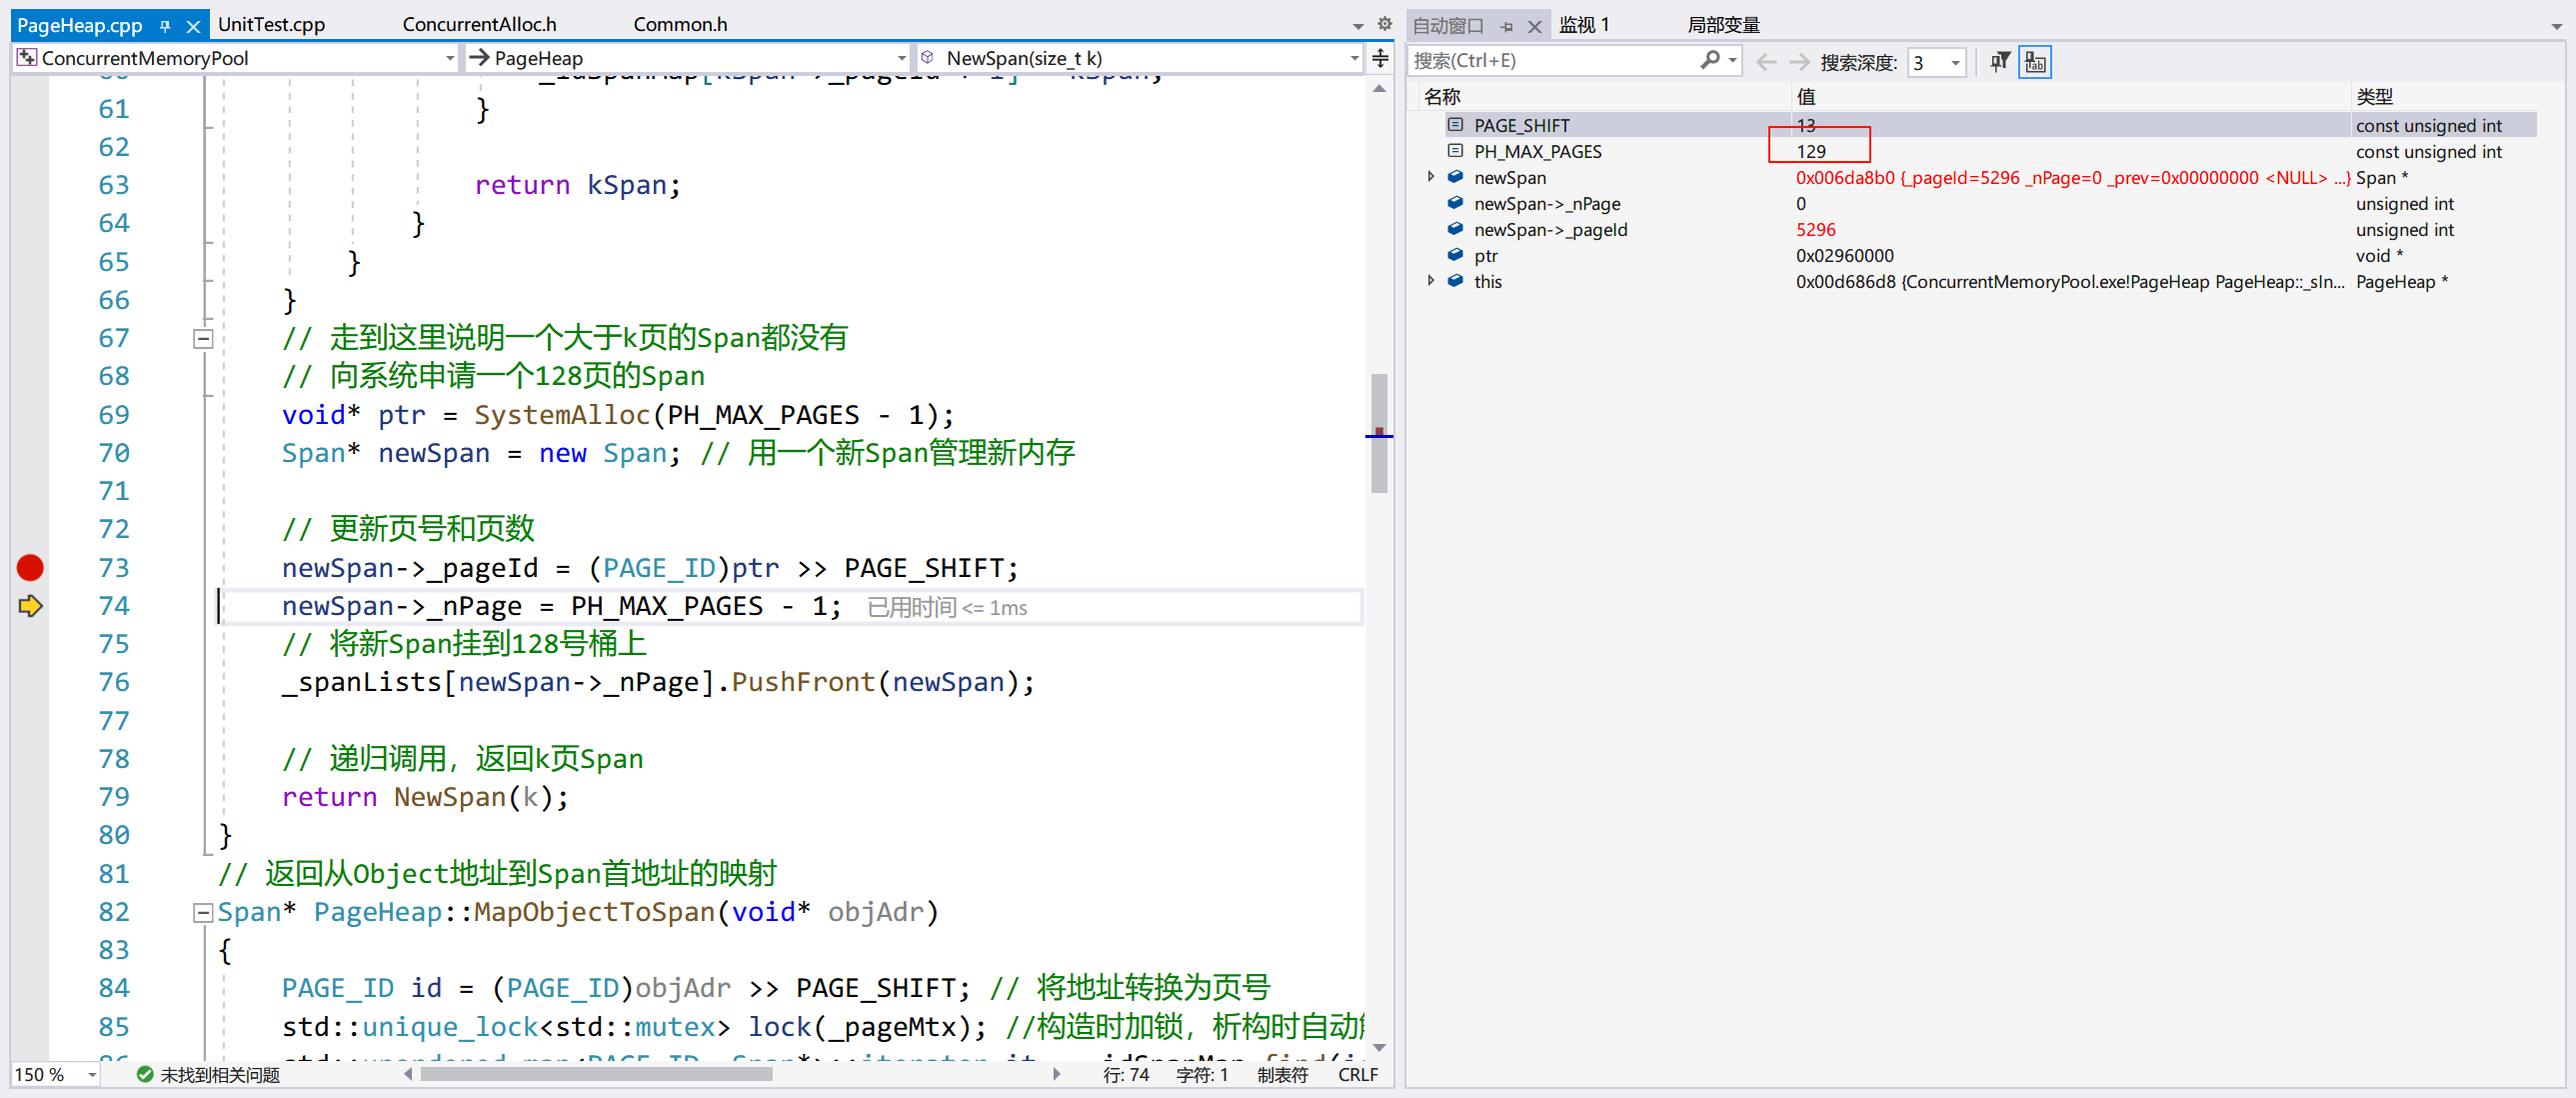 PageHeap.cpp UnitTest.cpp ConcurrentAlloc.h Common.h
ConcurrentMemoryPool PageHeap NewSpan(size_t k)
61 }
62
63 return kSpan;
64 }
65 }
66 }
67 // 走到这里说明一个大于k页的Span都没有
68 // 向系统申请一个128页的Span
69 void* ptr = SystemAlloc(PH_MAX_PAGES - 1);
70 Span* newSpan = new Span; // 用一个新Span管理新内存
71
72 // 更新页号和页数
73 newSpan->_pageId = (PAGE_ID)ptr >> PAGE_SHIFT;
74 newSpan->_nPage = PH_MAX_PAGES - 1; 已用时间 <= 1ms
75 // 将新Span挂到128号桶上
76 _spanLists[newSpan->_nPage].PushFront(newSpan);
77
78 // 递归调用，返回k页Span
79 return NewSpan(k);
80 }
81 // 返回从Object地址到Span首地址的映射
82 Span* PageHeap::MapObjectToSpan(void* objAdr)
83 {
84 PAGE_ID id = (PAGE_ID)objAdr >> PAGE_SHIFT; // 将地址转换为页号
85 std::unique_lock<std::mutex> lock(_pageMtx); //构造时加锁，析构时自动
150 % 未找到相关问题 行: 74 字符: 1 制表符 CRLF
自动窗口 监视 1 局部变量
搜索(Ctrl+E) 搜索深度: 3
名称 值 类型
PAGE_SHIFT 13 const unsigned int
PH_MAX_PAGES 129 const unsigned int
newSpan 0x006da8b0 {_pageId=5296 _nPage=0 _prev=0x00000000 <NULL> ...} Span *
newSpan->_nPage 0 unsigned int
newSpan->_pageId 5296 unsigned int
ptr 0x02960000 void *
this 0x00d686d8 {ConcurrentMemoryPool.exe!PageHeap PageHeap::_sIn... PageHeap *